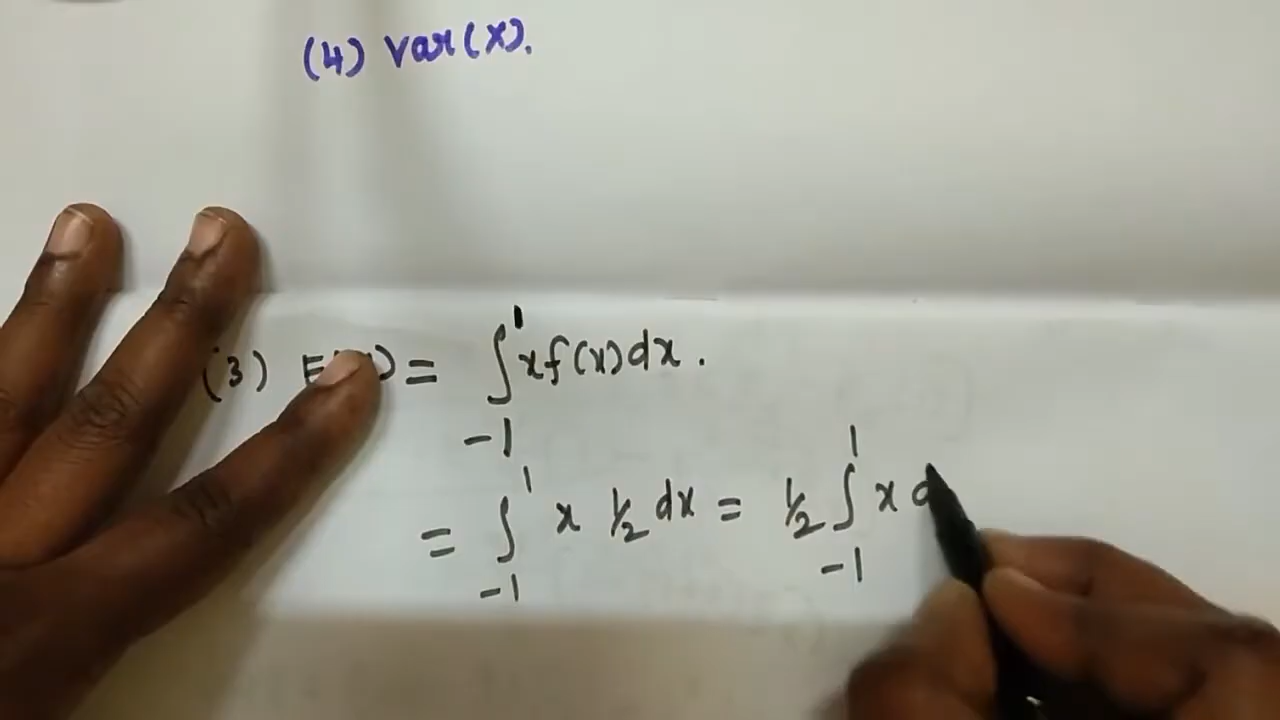 (4) Var(X).
(3) E( ) = ∫₋₁¹ x f(x) dx .
= ∫₋₁¹ x 1/2 dx = 1/2 ∫₋₁¹ x d